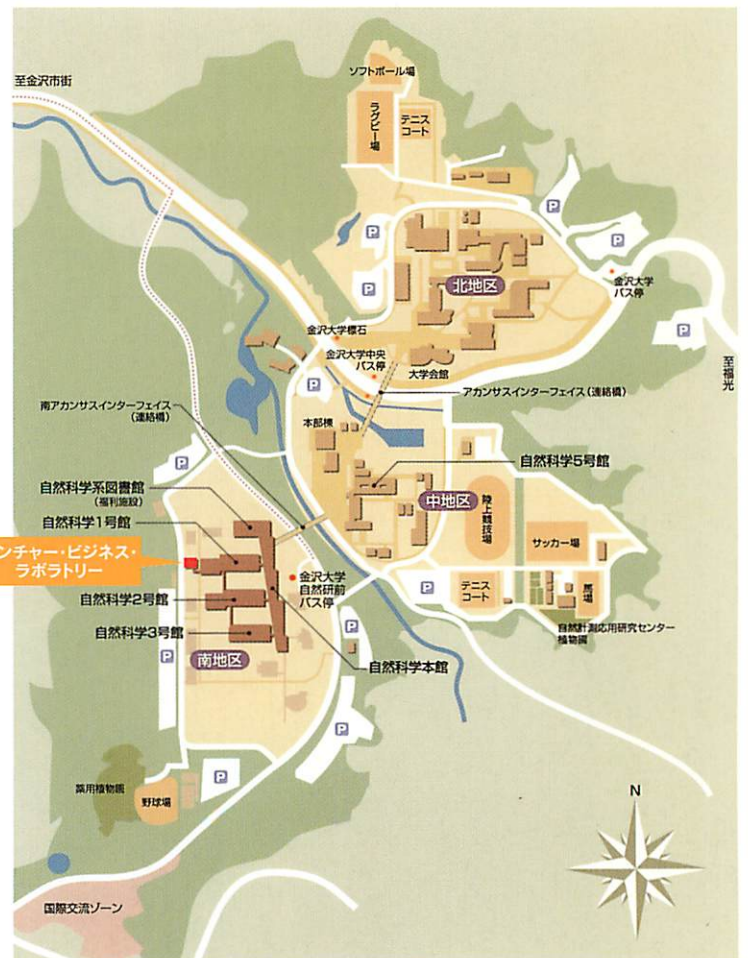 至金沢市街
ソフトボール場
ラグビー場
テニス
コート
P
P
P
P
北地区
金沢大学
バス停
P
至福光
金沢大学標石
金沢大学中央
バス停
大学会館
P
アカンサスインターフェイス(連絡橋)
南アカンサスインターフェイス
(連絡橋)
本部棟
P
自然科学5号館
中地区
陸上競技場
サッカー場
自然科学系図書館
(福利施設)
自然科学1号館
ンチャー・ビジネス・
ラボラトリー
自然科学2号館
自然科学3号館
金沢大学
自然研前
バス停
P
テニス
コート
馬場
自然計測応用研究センター
植物園
P
P
南地区
自然科学本館
P
P
薬用植物園
野球場
国際交流ゾーン
N